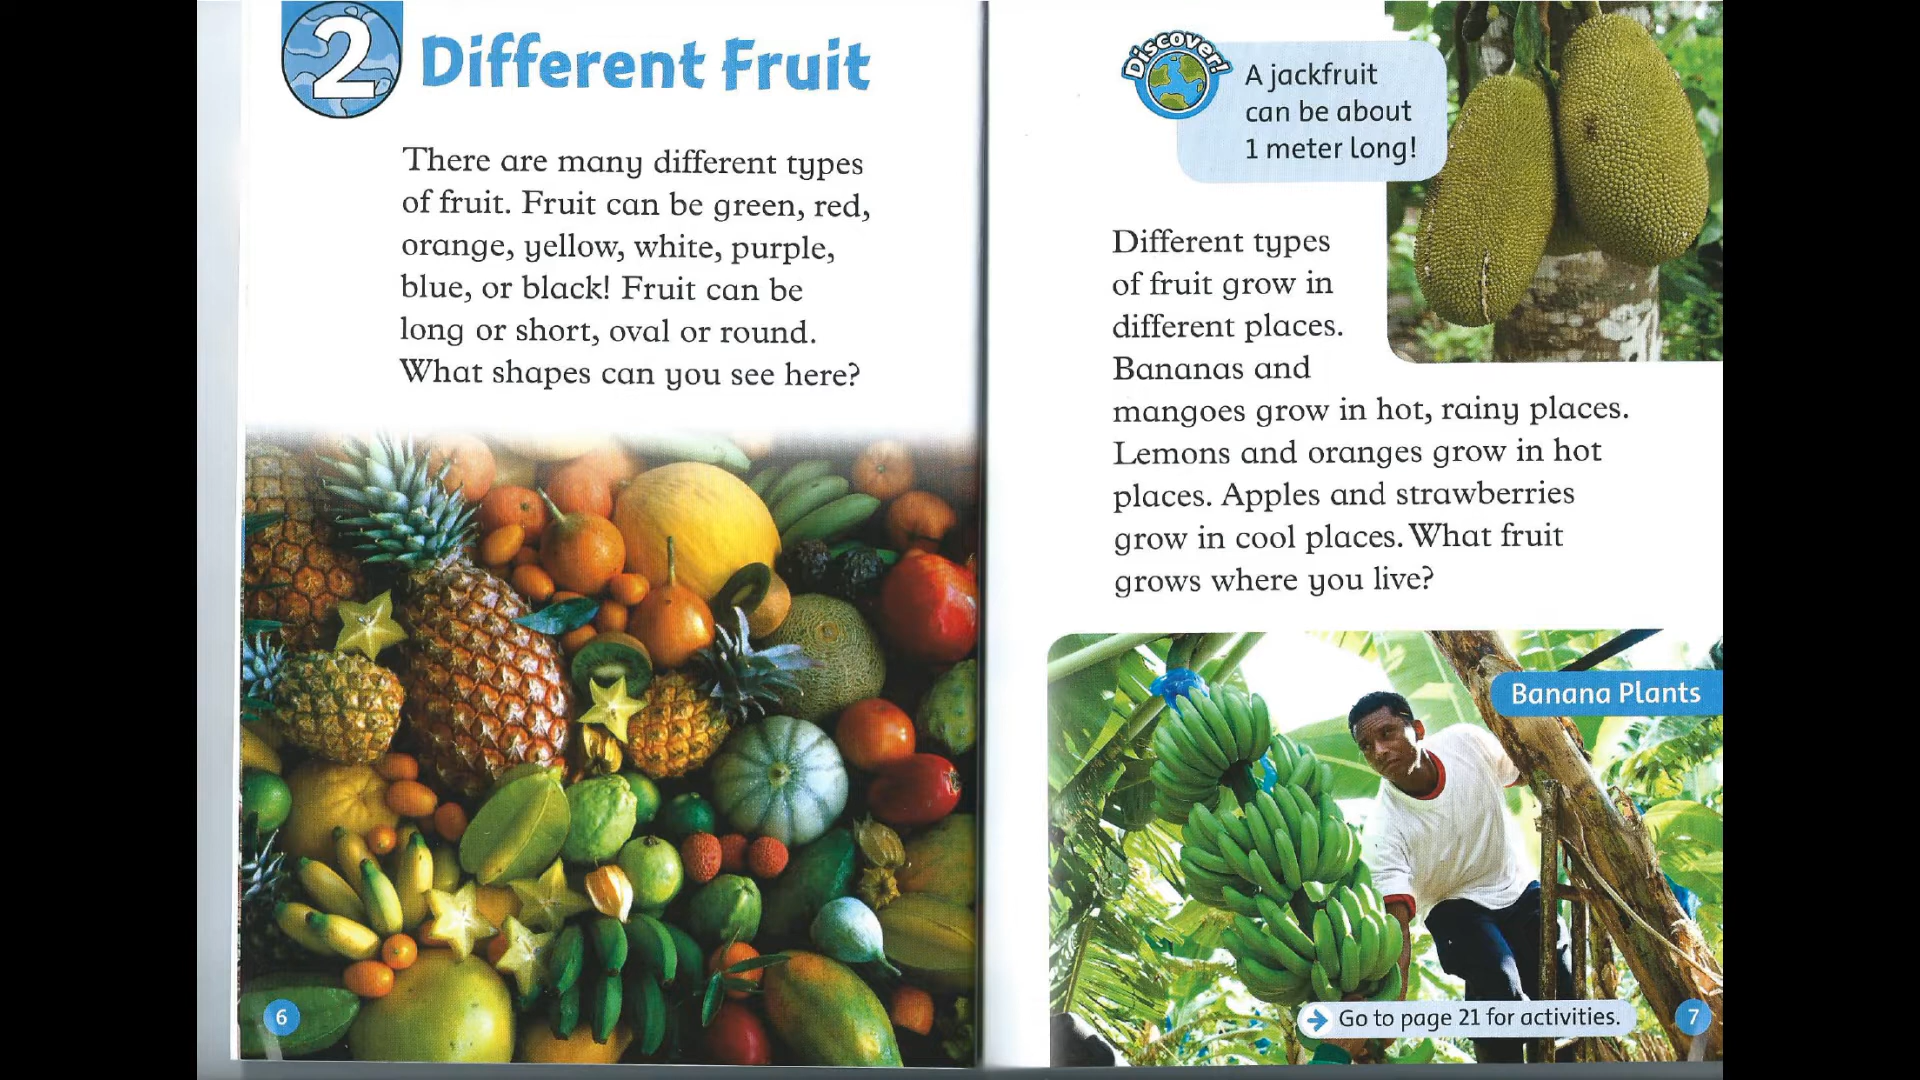 2
Different Fruit
There are many different types
of fruit. Fruit can be green, red,
orange, yellow, white, purple,
blue, or black! Fruit can be
long or short, oval or round.
What shapes can you see here?
6
Discover!
A jackfruit
can be about
1 meter long!
Different types
of fruit grow in
different places.
Bananas and
mangoes grow in hot, rainy places.
Lemons and oranges grow in hot
places. Apples and strawberries
grow in cool places. What fruit
grows where you live?
Banana Plants
Go to page 21 for activities.
7